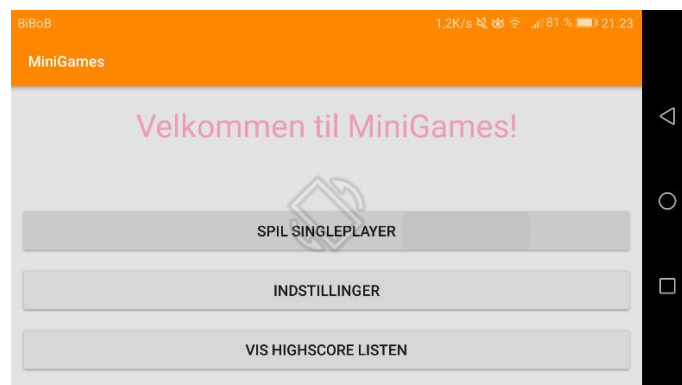 BiBoB 1,2K/s 81 % 21.23
MiniGames
Velkommen til MiniGames!
SPIL SINGLEPLAYER
INDSTILLINGER
VIS HIGHSCORE LISTEN